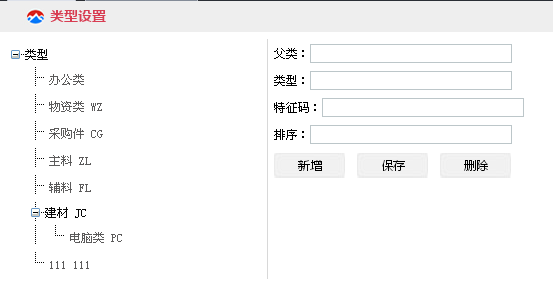 类型设置
类型
办公类
物资类 WZ
采购件 CG
主料 ZL
辅料 FL
建材 JC
电脑类 PC
111 111
父类：
类型：
特征码：
排序：
新增 保存 删除